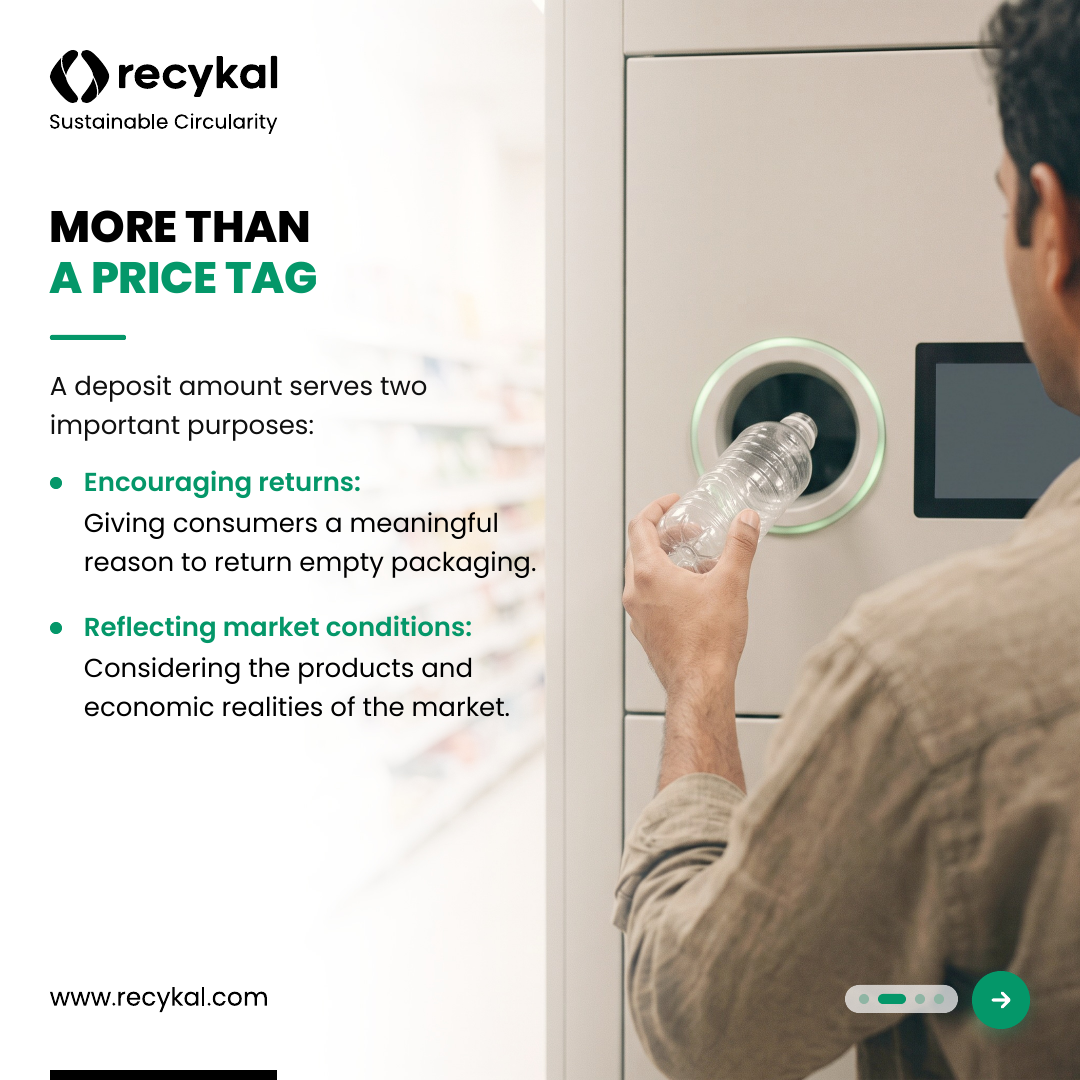 recykal
Sustainable Circularity
MORE THAN
A PRICE TAG
A deposit amount serves two
important purposes:
Encouraging returns:
Giving consumers a meaningful
reason to return empty packaging.
Reflecting market conditions:
Considering the products and
economic realities of the market.
www.recykal.com